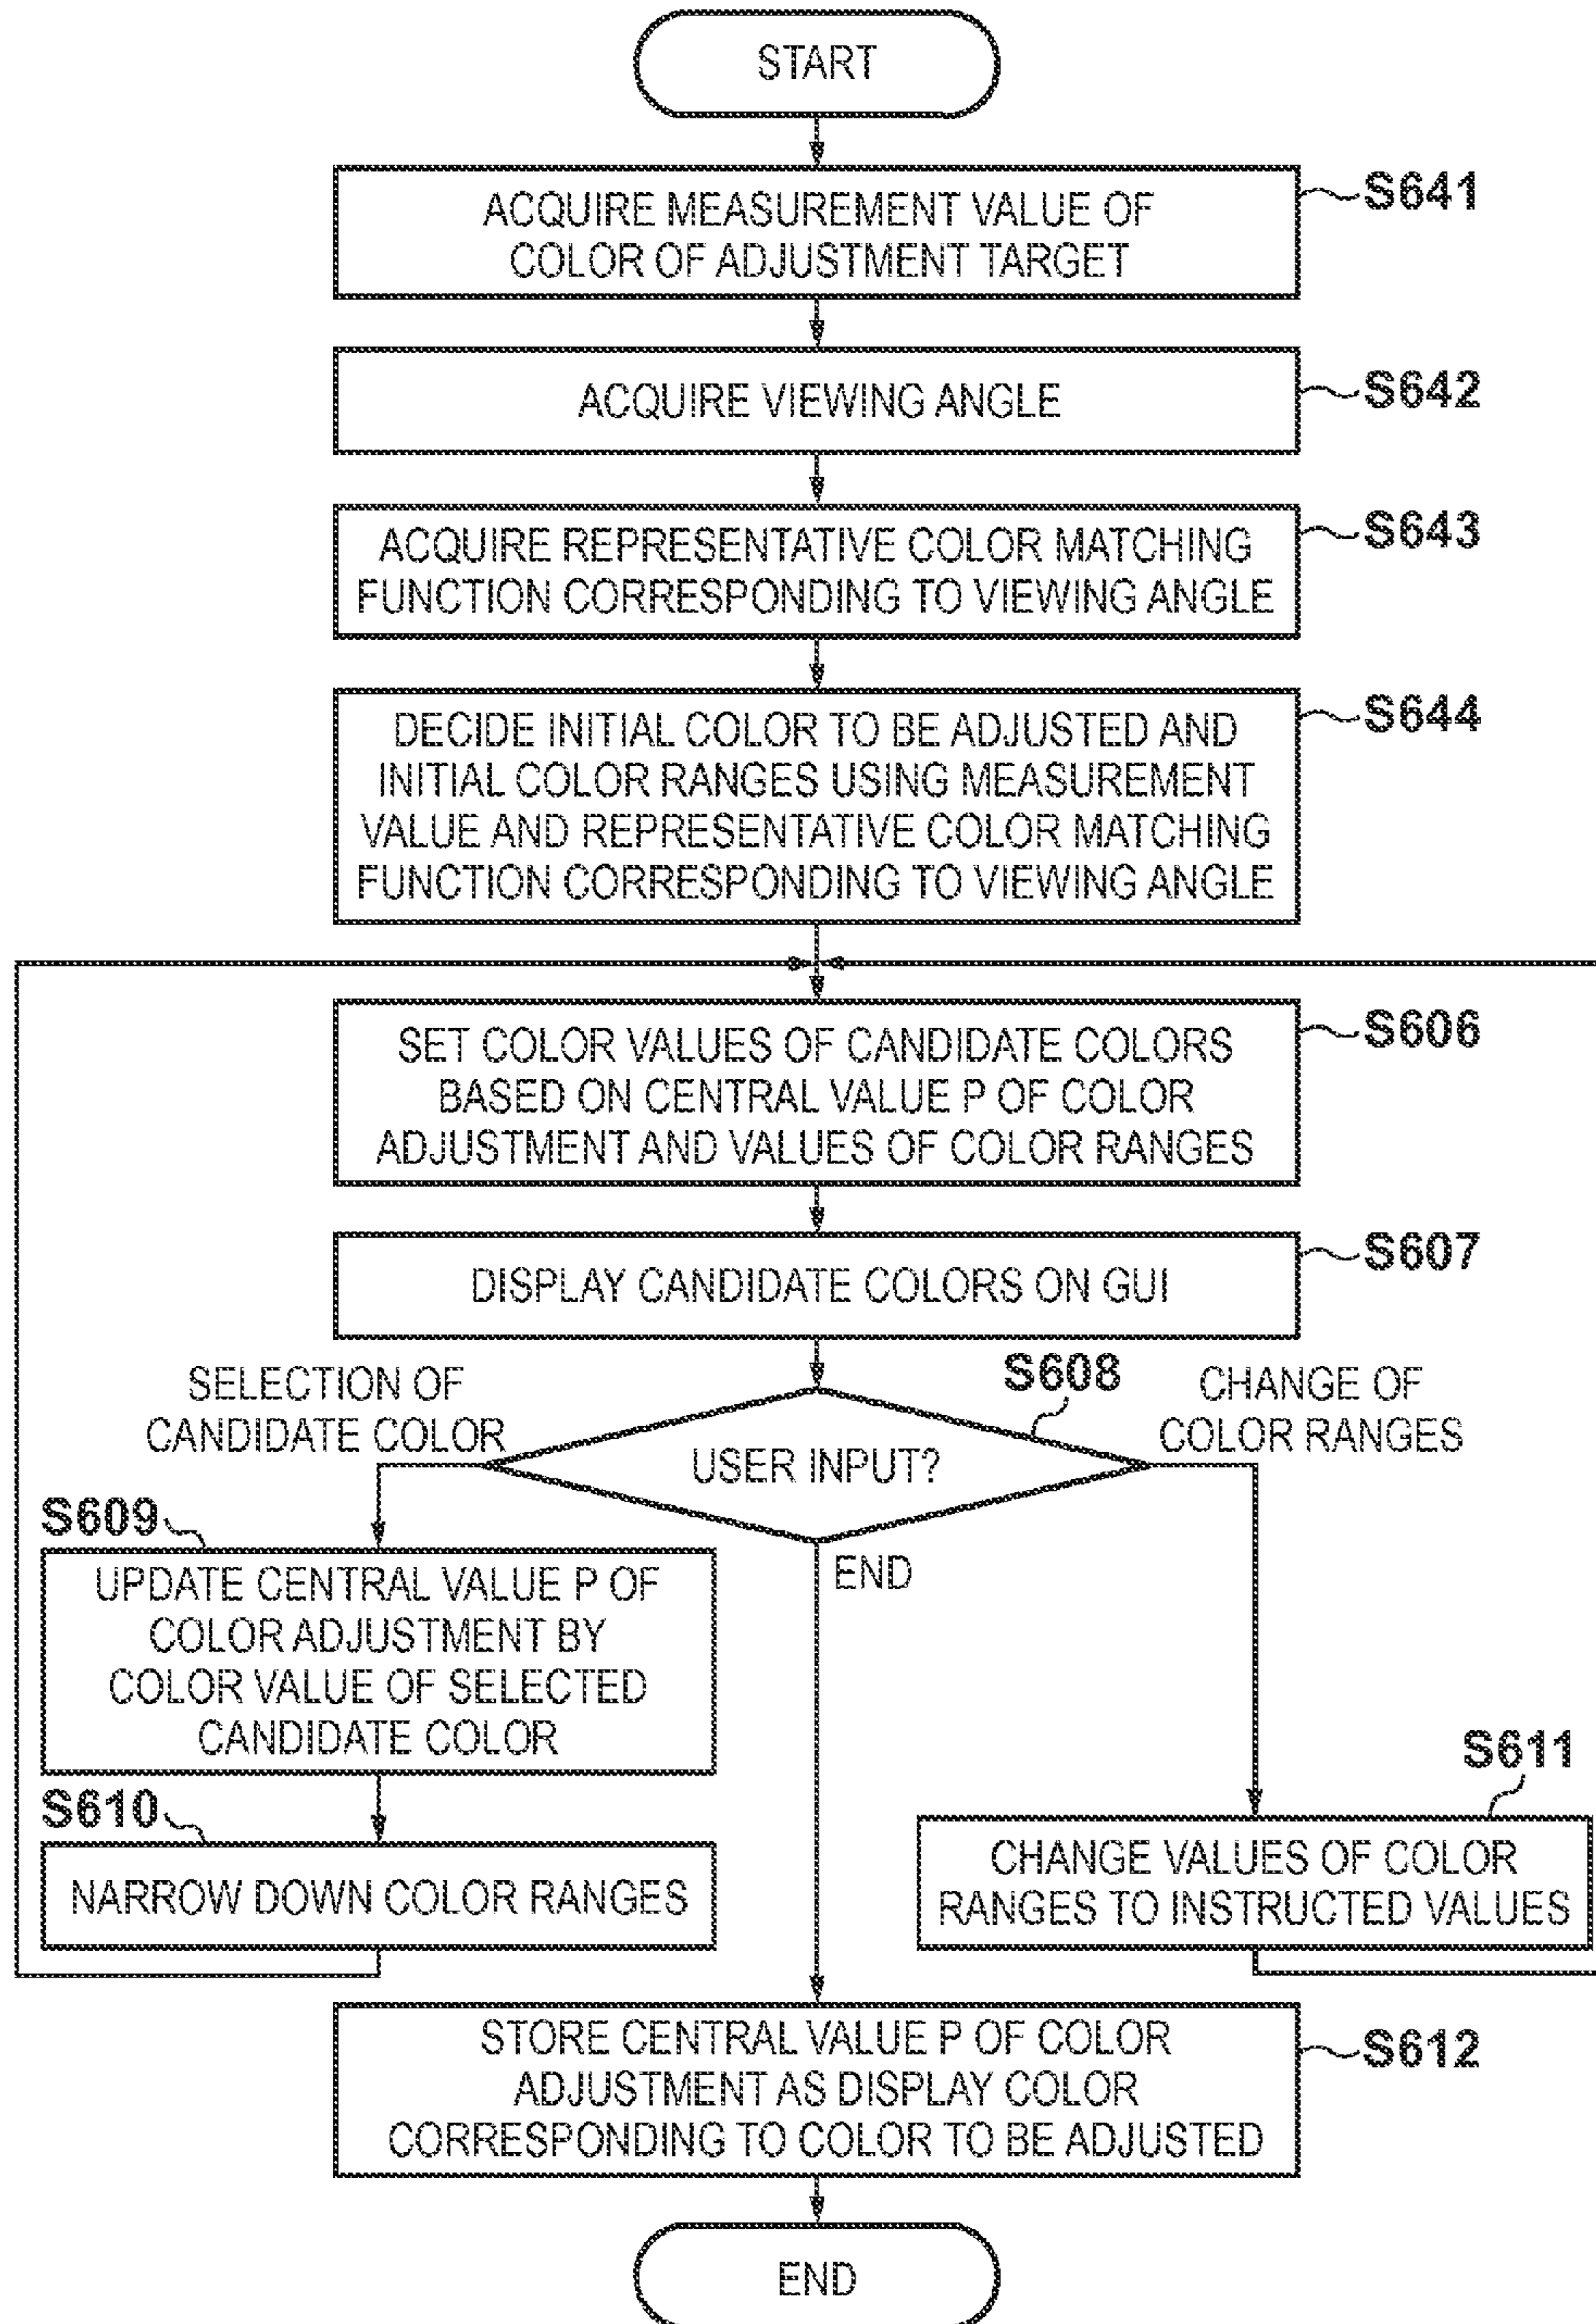 START
S641
ACQUIRE MEASUREMENT VALUE OF
COLOR OF ADJUSTMENT TARGET
S642
ACQUIRE VIEWING ANGLE
S643
ACQUIRE REPRESENTATIVE COLOR MATCHING
FUNCTION CORRESPONDING TO VIEWING ANGLE
S644
DECIDE INITIAL COLOR TO BE ADJUSTED AND
INITIAL COLOR RANGES USING MEASUREMENT
VALUE AND REPRESENTATIVE COLOR MATCHING
FUNCTION CORRESPONDING TO VIEWING ANGLE
S606
SET COLOR VALUES OF CANDIDATE COLORS
BASED ON CENTRAL VALUE P OF COLOR
ADJUSTMENT AND VALUES OF COLOR RANGES
S607
DISPLAY CANDIDATE COLORS ON GUI
SELECTION OF
CANDIDATE COLOR
S608
CHANGE OF
COLOR RANGES
USER INPUT?
END
S609
UPDATE CENTRAL VALUE P OF
COLOR ADJUSTMENT BY
COLOR VALUE OF SELECTED
CANDIDATE COLOR
S610
NARROW DOWN COLOR RANGES
S611
CHANGE VALUES OF COLOR
RANGES TO INSTRUCTED VALUES
S612
STORE CENTRAL VALUE P OF COLOR
ADJUSTMENT AS DISPLAY COLOR
CORRESPONDING TO COLOR TO BE ADJUSTED
END